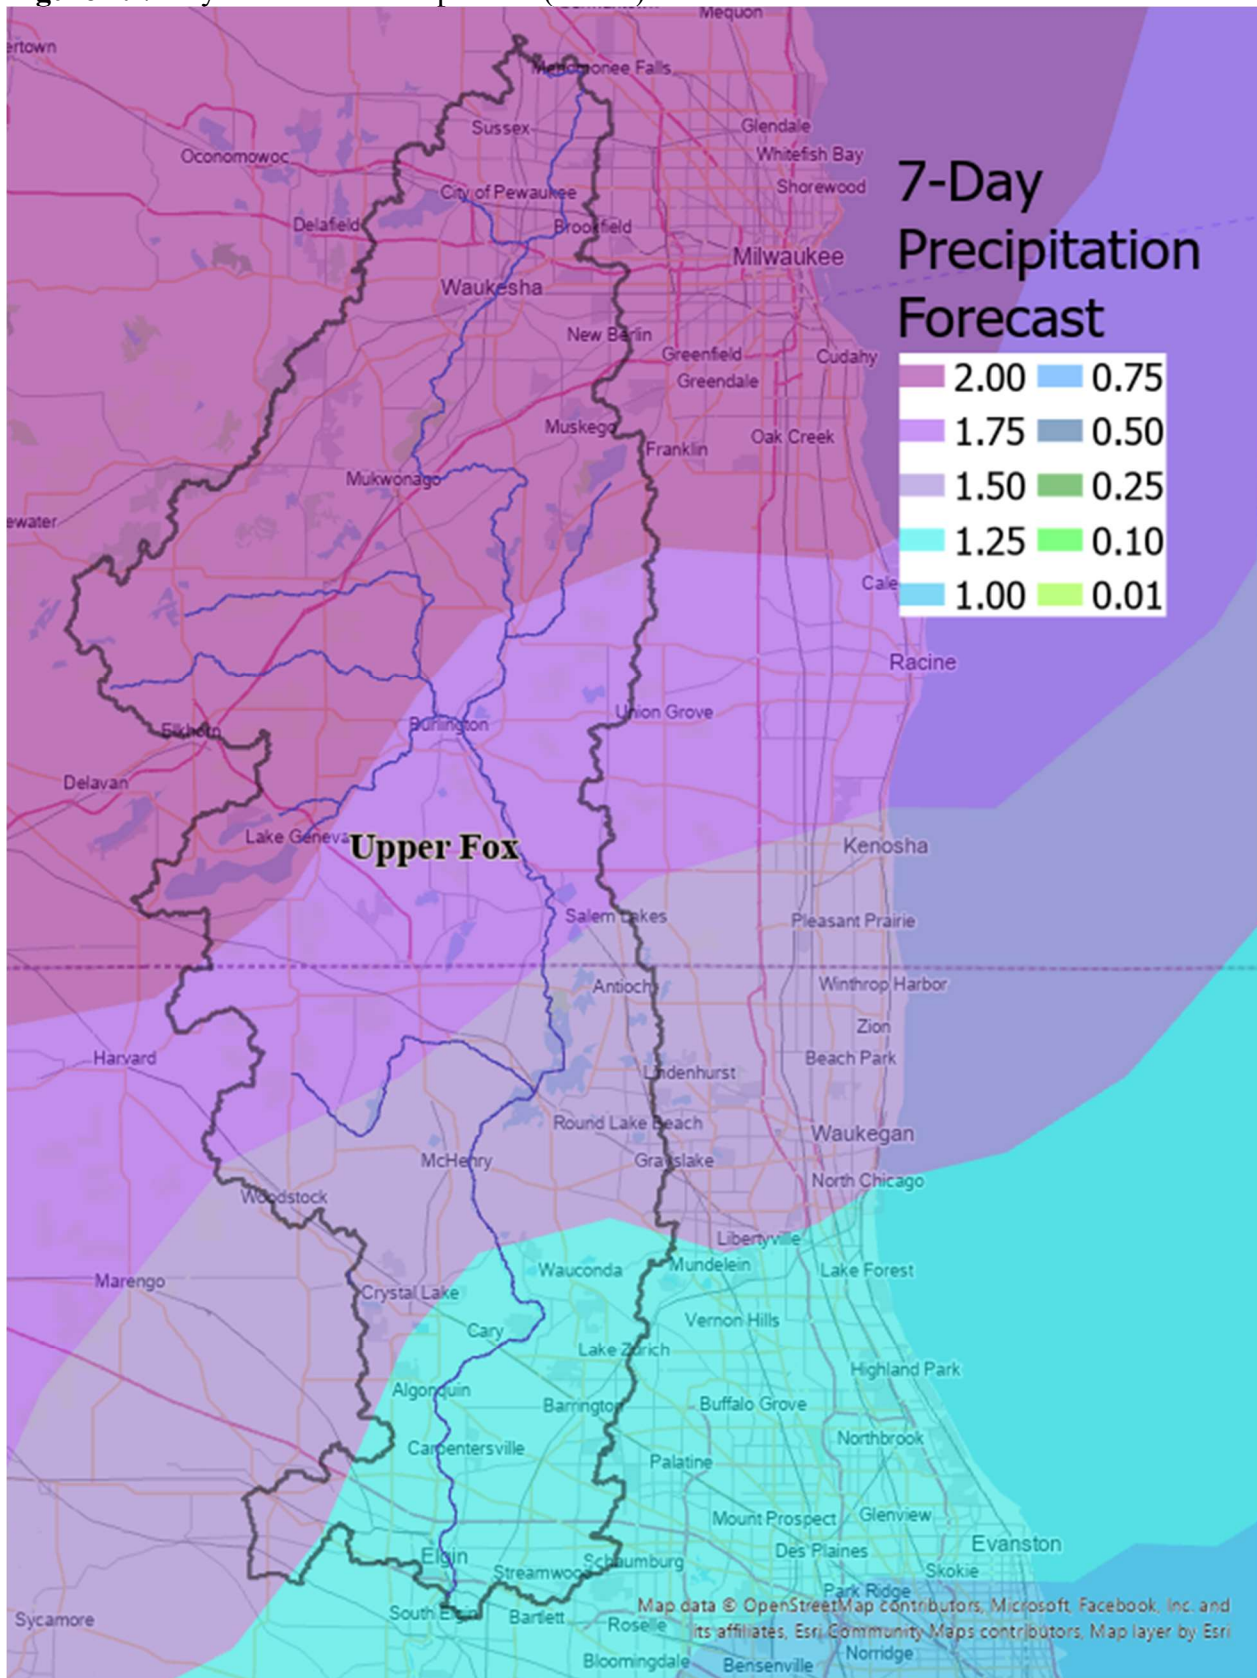 Mequon
ertown
Menomonee Falls
Sussex
Glendale
Oconomowoc
Whitefish Bay
City of Pewaukee
Shorewood
7-Day
Precipitation
Forecast
Delafield
Brookfield
Milwaukee
Waukesha
New Berlin
Greenfield
Cudahy
Greendale
2.00 0.75
1.75 0.50
1.50 0.25
1.25 0.10
1.00 0.01
Muskego
Franklin
Oak Creek
Mukwonago
ewater
Cale
Racine
Union Grove
Burlington
Elkhorn
Delavan
Lake Geneva
Upper Fox
Kenosha
Salem Lakes
Pleasant Prairie
Antioch
Winthrop Harbor
Zion
Harvard
Beach Park
Lindenhurst
Round Lake Beach
Waukegan
McHenry
Grayslake
North Chicago
Woodstock
Libertyville
Wauconda
Mundelein
Lake Forest
Marengo
Crystal Lake
Cary
Vernon Hills
Lake Zurich
Highland Park
Algonquin
Barrington
Buffalo Grove
Carpentersville
Northbrook
Palatine
Mount Prospect
Glenview
Evanston
Des Plaines
Elgin
Streamwood
Schaumburg
Skokie
Park Ridge
Map data © OpenStreetMap contributors, Microsoft, Facebook, Inc. and
its affiliates, Esri Community Maps contributors, Map layer by Esri
Sycamore
South Elgin
Bartlett
Roselle
Norridge
Bloomingdale
Bensenville